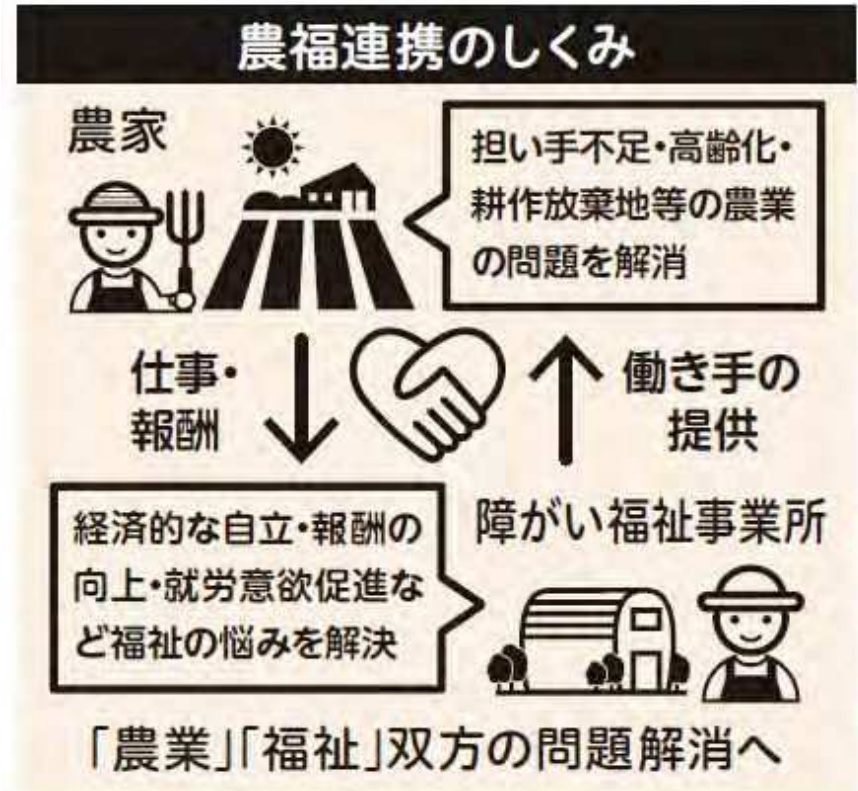 農福連携のしくみ
農家
担い手不足・高齢化・
耕作放棄地等の農業
の問題を解消
仕事・
報酬
働き手の
提供
経済的な自立・報酬の
向上・就労意欲促進な
ど福祉の悩みを解決
障がい福祉事業所
「農業」「福祉」双方の問題解消へ